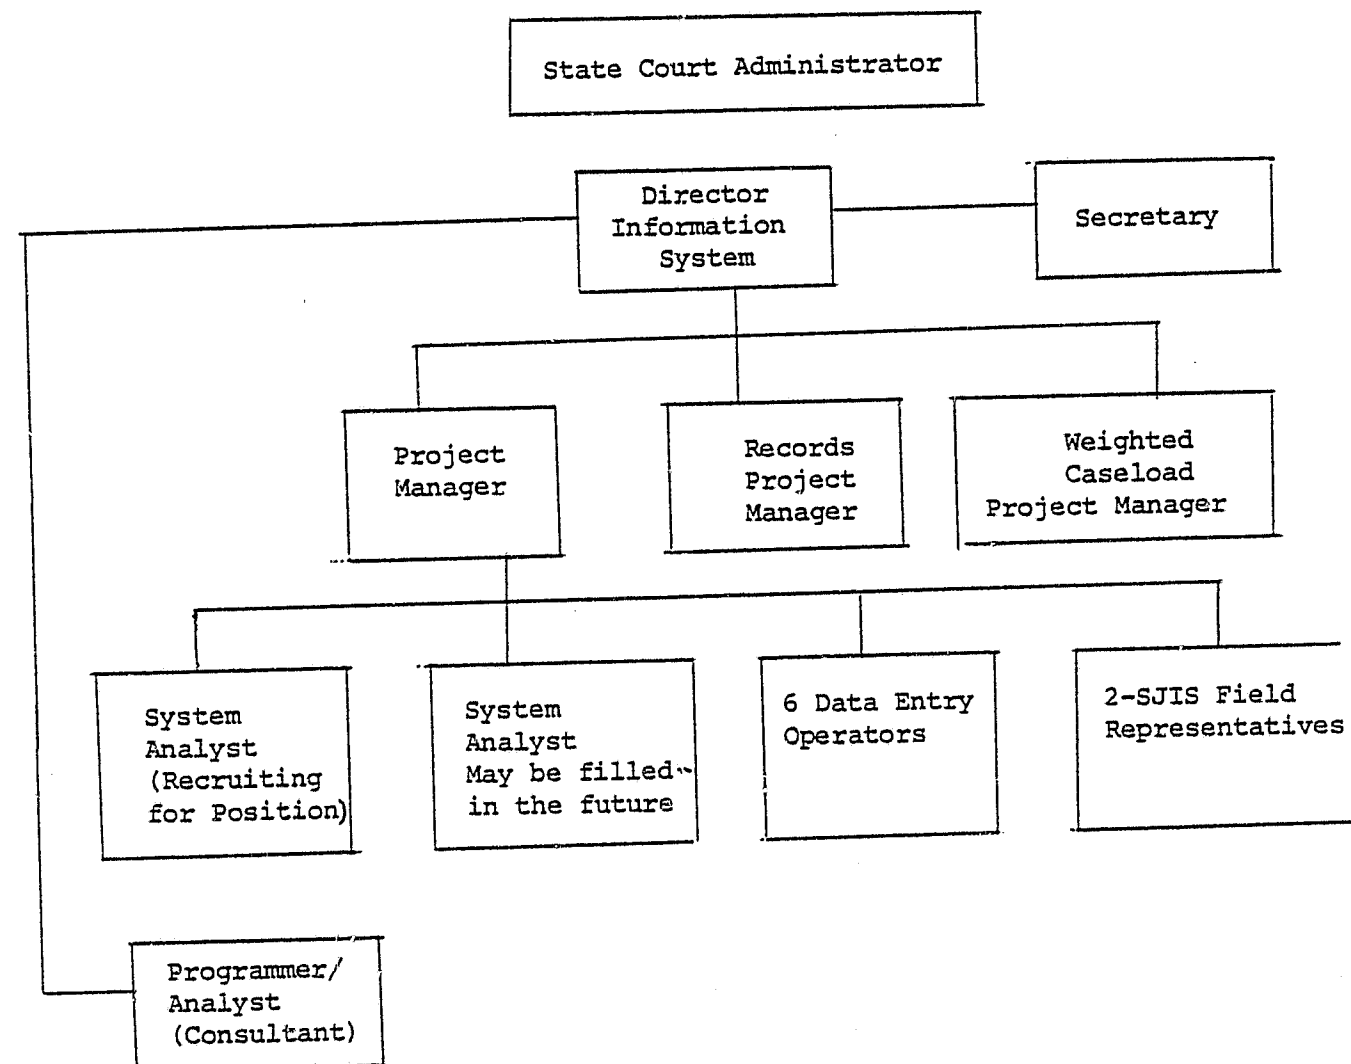 State Court Administrator
Director
Information
System
Secretary
Project
Manager
Records
Project
Manager
Weighted
Caseload
Project Manager
System
Analyst
(Recruiting
for Position)
System
Analyst
May be filled
in the future
6 Data Entry
Operators
2-SJIS Field
Representatives
Programmer/
Analyst
(Consultant)